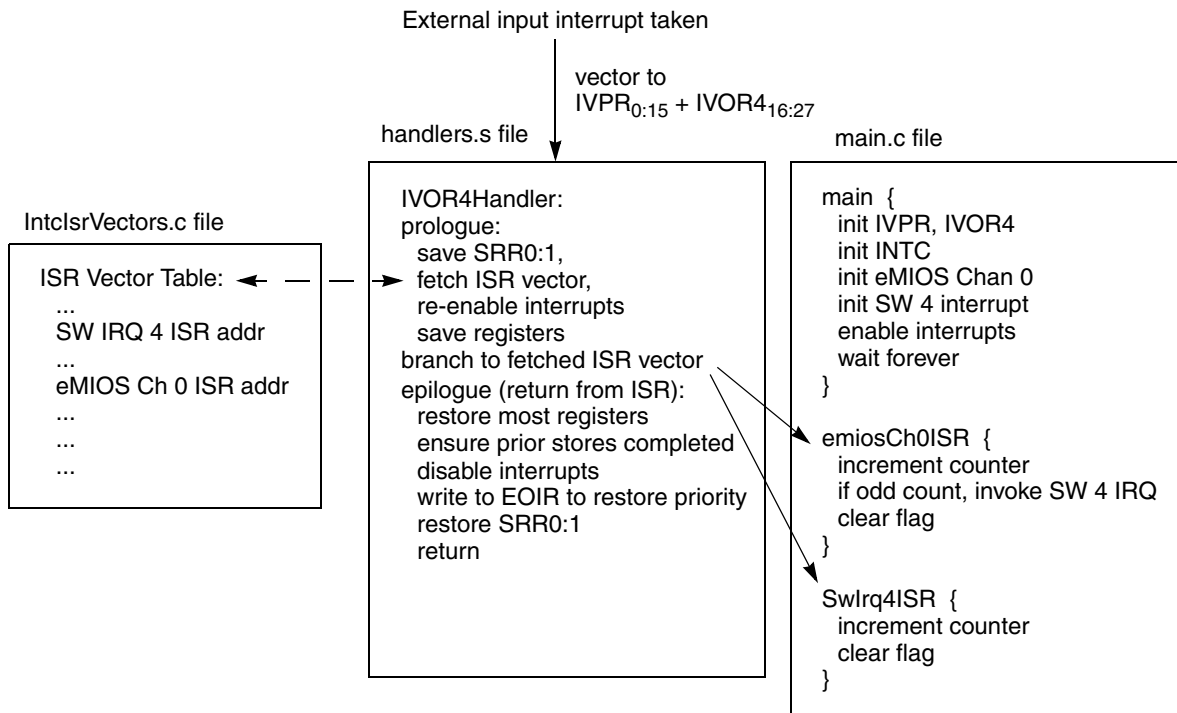 External input interrupt taken
vector to
IVPR0:15 + IVOR416:27
handlers.s file
main.c file
IntcIsrVectors.c file
ISR Vector Table:
...
SW IRQ 4 ISR addr
...
eMIOS Ch 0 ISR addr
...
...
...
IVOR4Handler:
prologue:
save SRR0:1,
fetch ISR vector,
re-enable interrupts
save registers
branch to fetched ISR vector
epilogue (return from ISR):
restore most registers
ensure prior stores completed
disable interrupts
write to EOIR to restore priority
restore SRR0:1
return
main {
init IVPR, IVOR4
init INTC
init eMIOS Chan 0
init SW 4 interrupt
enable interrupts
wait forever
}
emiosCh0ISR {
increment counter
if odd count, invoke SW 4 IRQ
clear flag
}
SwIrq4ISR {
increment counter
clear flag
}